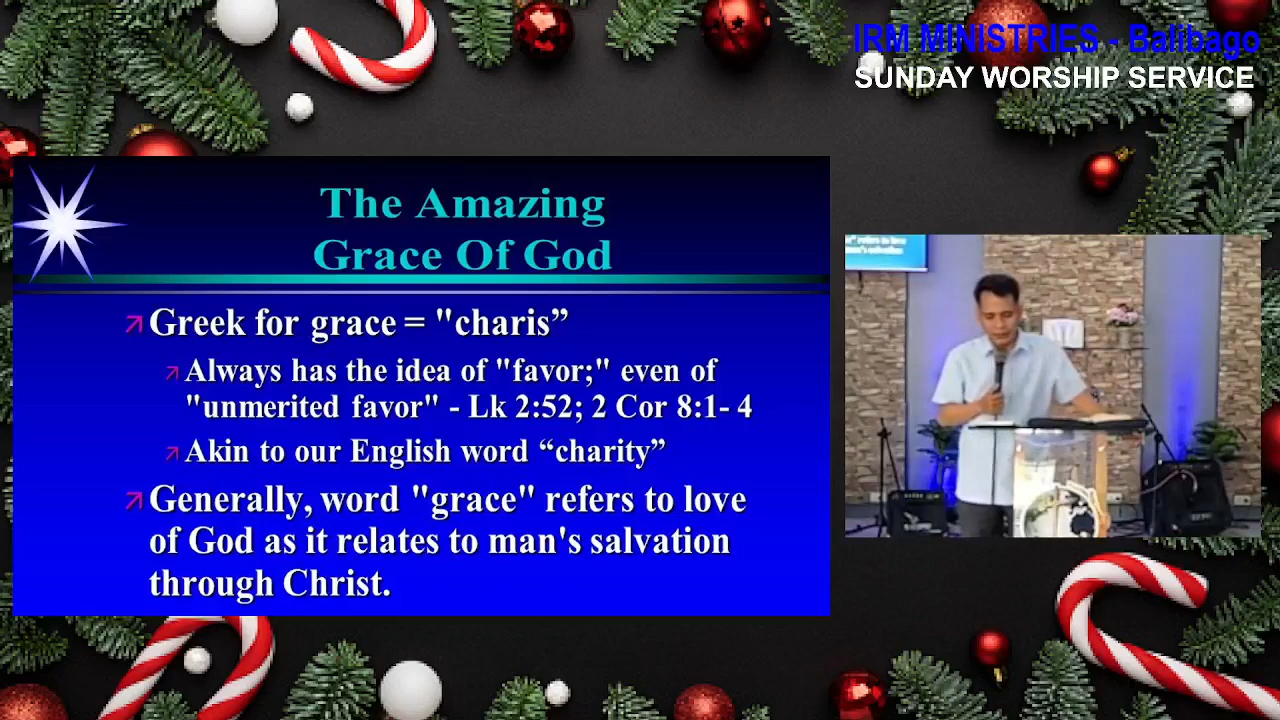 IRM MINISTRIES - Balibago
SUNDAY WORSHIP SERVICE
The Amazing
Grace Of God
Greek for grace = "charis”
Always has the idea of "favor;" even of
"unmerited favor" - Lk 2:52; 2 Cor 8:1- 4
Akin to our English word “charity”
Generally, word "grace" refers to love
of God as it relates to man's salvation
through Christ.